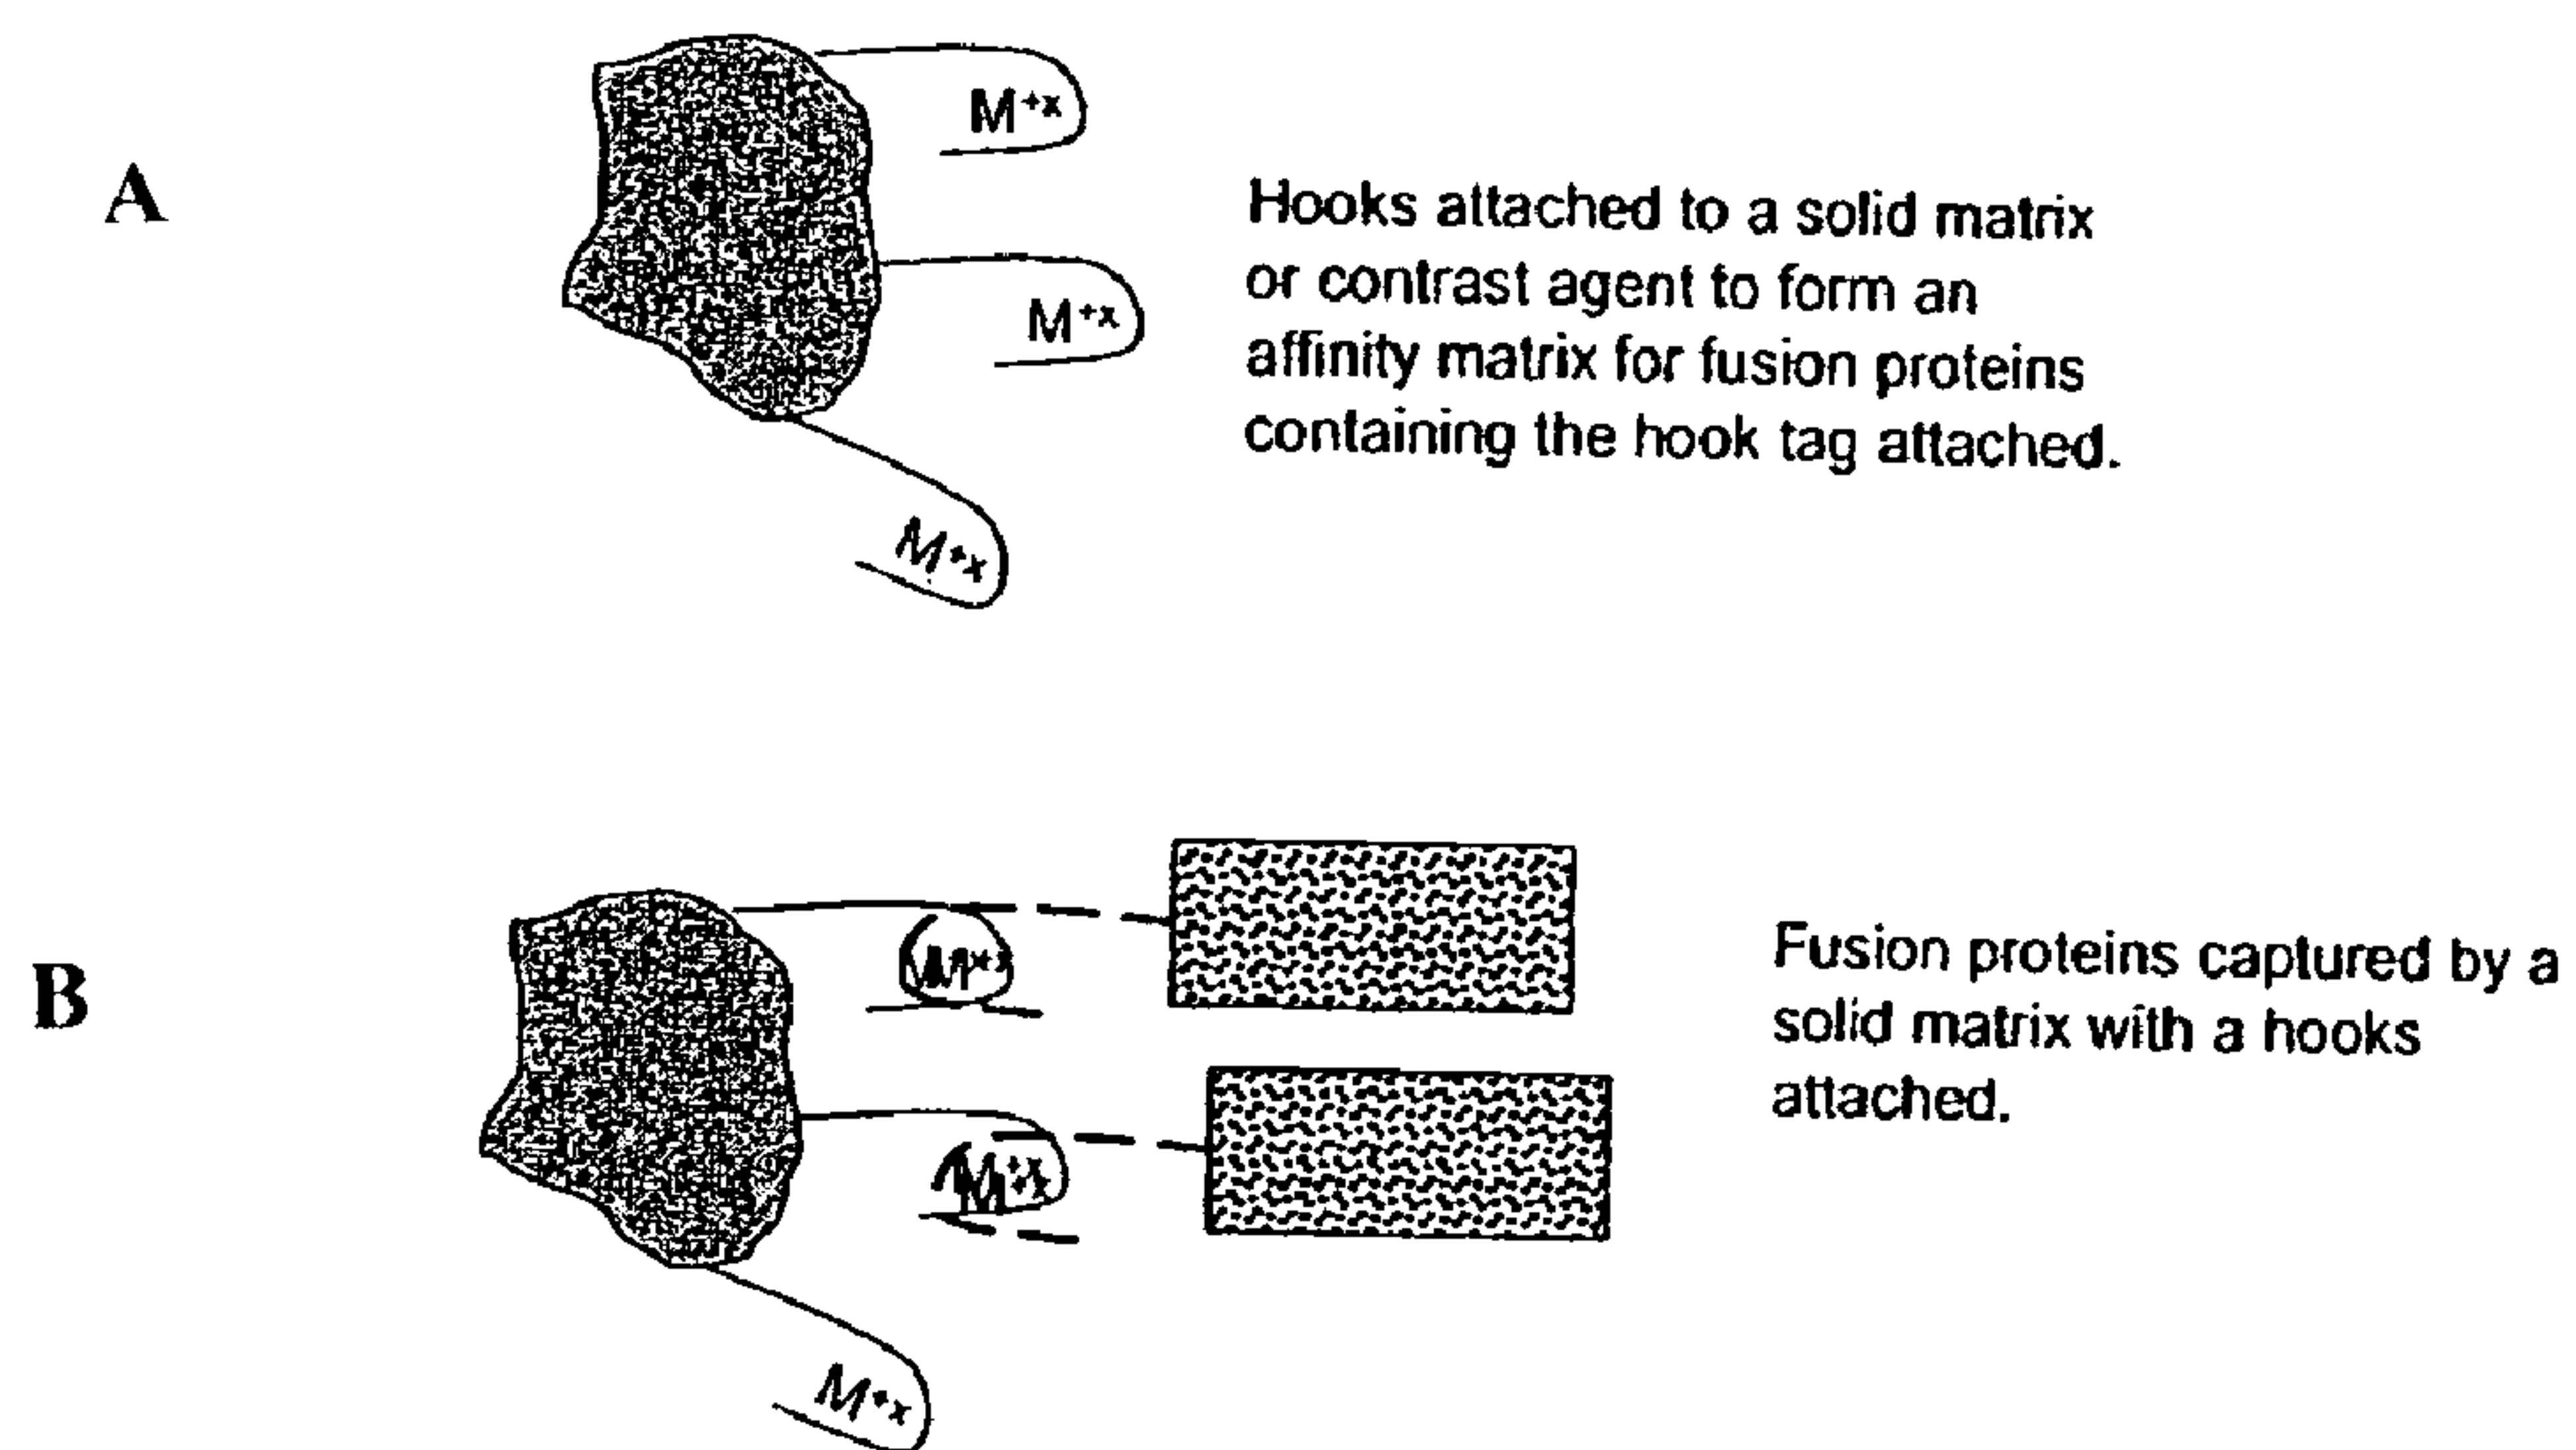 A
M+x
M+x
M+x
Hooks attached to a solid matrix
or contrast agent to form an
affinity matrix for fusion proteins
containing the hook tag attached.
B
M+x
M+x
Fusion proteins captured by a
solid matrix with a hooks
attached.